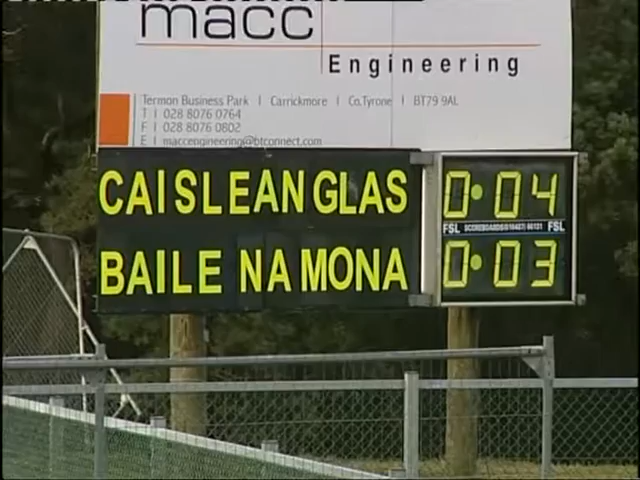 macc
Engineering
Termon Business Park | Carrickmore | Co.Tyrone | BT79 9AL
T | 028 8076 0764
F | 028 8076 0802
E | maccengineering@btconnect.com
CAISLEAN GLAS 0·04
FSL SCOREBOARDS FSL
BAILE NA MONA 0·03